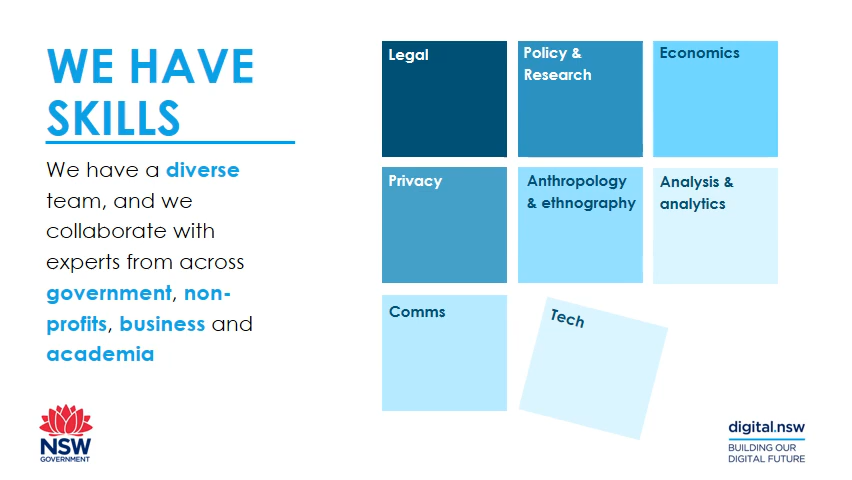 WE HAVE
SKILLS
We have a diverse
team, and we
collaborate with
experts from across
government, non-
profits, business and
academia
Legal
Policy &
Research
Economics
Privacy
Anthropology
& ethnography
Analysis &
analytics
Comms
Tech
NSW
GOVERNMENT
digital.nsw
BUILDING OUR
DIGITAL FUTURE